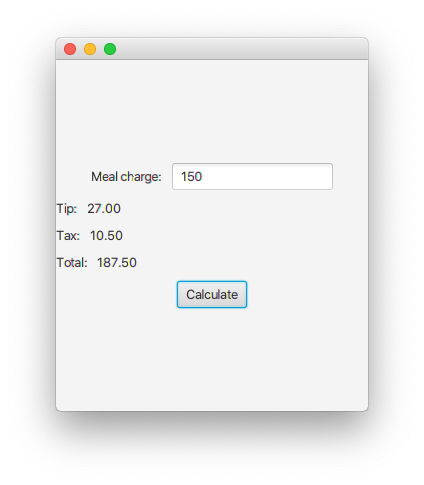 Meal charge: 150
Tip: 27.00
Tax: 10.50
Total: 187.50
Calculate